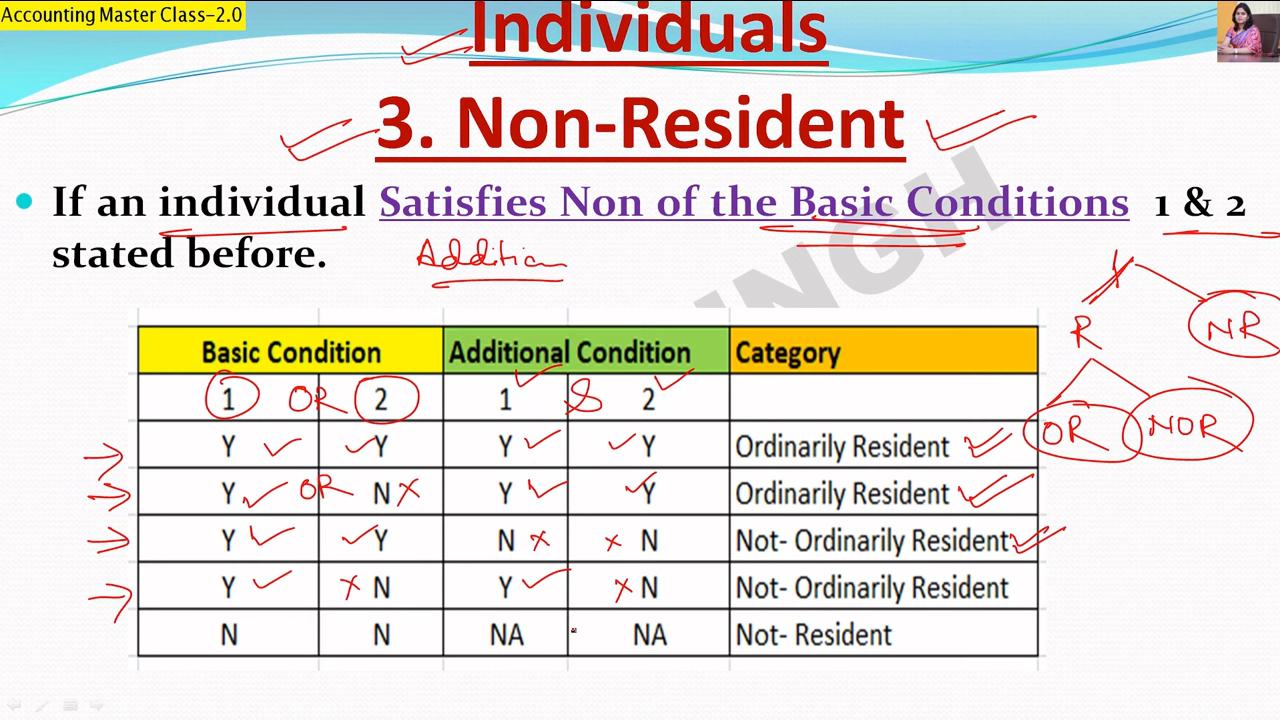 Accounting Master Class-2.0
Individuals
3. Non-Resident
• If an individual Satisfies Non of the Basic Conditions 1 & 2
stated before.
Addition
INGH
R
NR
OR
NOR
Basic Condition Additional Condition Category
1 OR 2 1 & 2
Y Y Y Y Ordinarily Resident
Y OR N Y Y Ordinarily Resident
Y Y N N Not- Ordinarily Resident
Y N Y N Not- Ordinarily Resident
N N NA NA Not- Resident